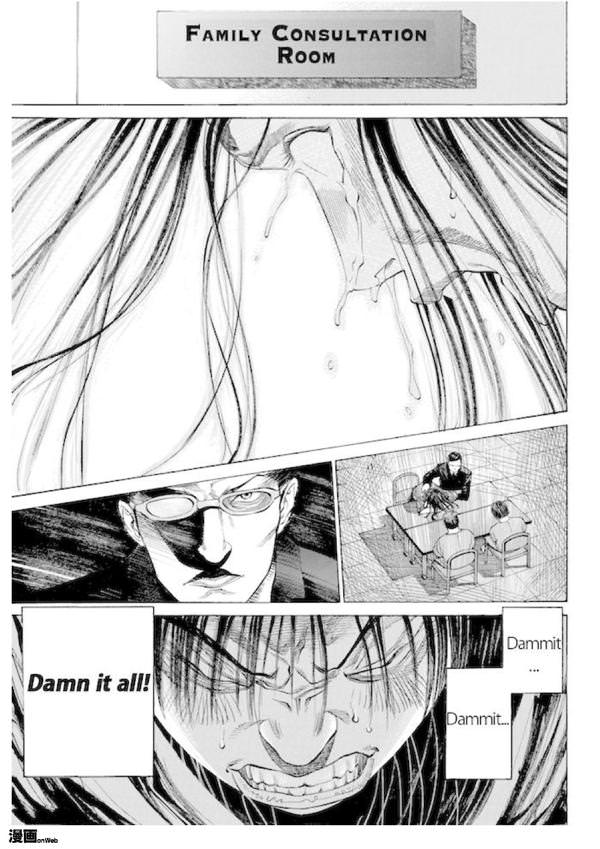 FAMILY CONSULTATION
ROOM
Dammit
...
Dammit...
Damn it all!
漫画onWeb